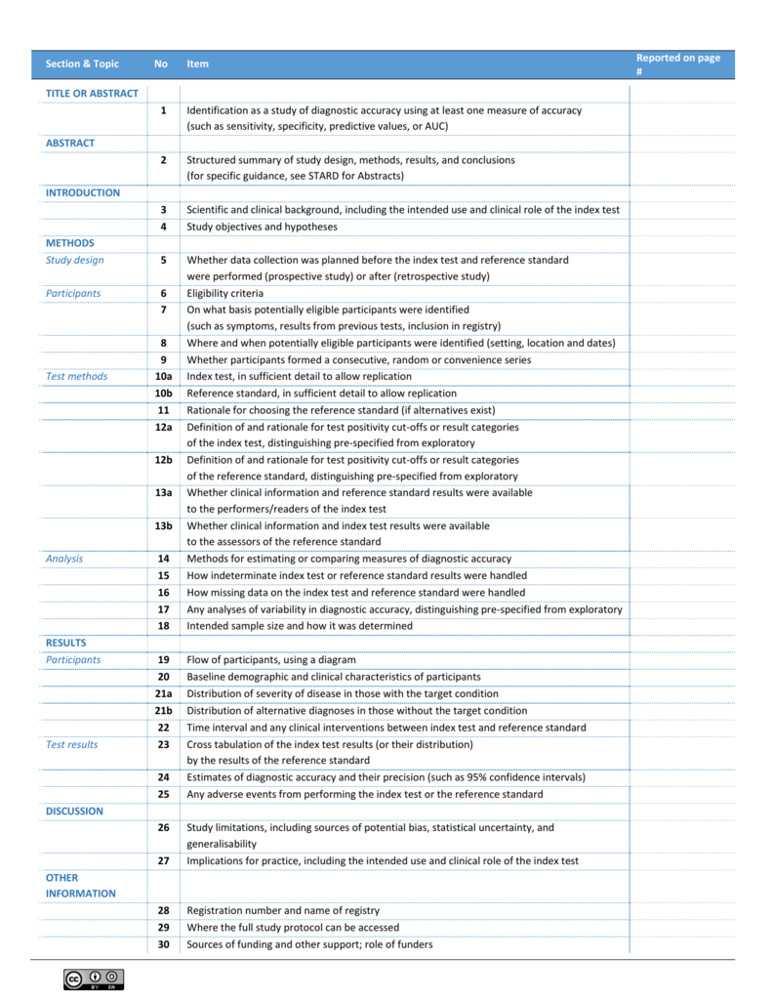 Section & Topic No Item Reported on page
#
TITLE OR ABSTRACT
1 Identification as a study of diagnostic accuracy using at least one measure of accuracy
(such as sensitivity, specificity, predictive values, or AUC)
ABSTRACT
2 Structured summary of study design, methods, results, and conclusions
(for specific guidance, see STARD for Abstracts)
INTRODUCTION
3 Scientific and clinical background, including the intended use and clinical role of the index test
4 Study objectives and hypotheses
METHODS
Study design 5 Whether data collection was planned before the index test and reference standard
were performed (prospective study) or after (retrospective study)
Participants 6 Eligibility criteria
7 On what basis potentially eligible participants were identified
(such as symptoms, results from previous tests, inclusion in registry)
8 Where and when potentially eligible participants were identified (setting, location and dates)
9 Whether participants formed a consecutive, random or convenience series
Test methods 10a Index test, in sufficient detail to allow replication
10b Reference standard, in sufficient detail to allow replication
11 Rationale for choosing the reference standard (if alternatives exist)
12a Definition of and rationale for test positivity cut-offs or result categories
of the index test, distinguishing pre-specified from exploratory
12b Definition of and rationale for test positivity cut-offs or result categories
of the reference standard, distinguishing pre-specified from exploratory
13a Whether clinical information and reference standard results were available
to the performers/readers of the index test
13b Whether clinical information and index test results were available
to the assessors of the reference standard
Analysis 14 Methods for estimating or comparing measures of diagnostic accuracy
15 How indeterminate index test or reference standard results were handled
16 How missing data on the index test and reference standard were handled
17 Any analyses of variability in diagnostic accuracy, distinguishing pre-specified from exploratory
18 Intended sample size and how it was determined
RESULTS
Participants 19 Flow of participants, using a diagram
20 Baseline demographic and clinical characteristics of participants
21a Distribution of severity of disease in those with the target condition
21b Distribution of alternative diagnoses in those without the target condition
22 Time interval and any clinical interventions between index test and reference standard
Test results 23 Cross tabulation of the index test results (or their distribution)
by the results of the reference standard
24 Estimates of diagnostic accuracy and their precision (such as 95% confidence intervals)
25 Any adverse events from performing the index test or the reference standard
DISCUSSION
26 Study limitations, including sources of potential bias, statistical uncertainty, and
generalisability
27 Implications for practice, including the intended use and clinical role of the index test
OTHER
INFORMATION
28 Registration number and name of registry
29 Where the full study protocol can be accessed
30 Sources of funding and other support; role of funders
cc
BY SA